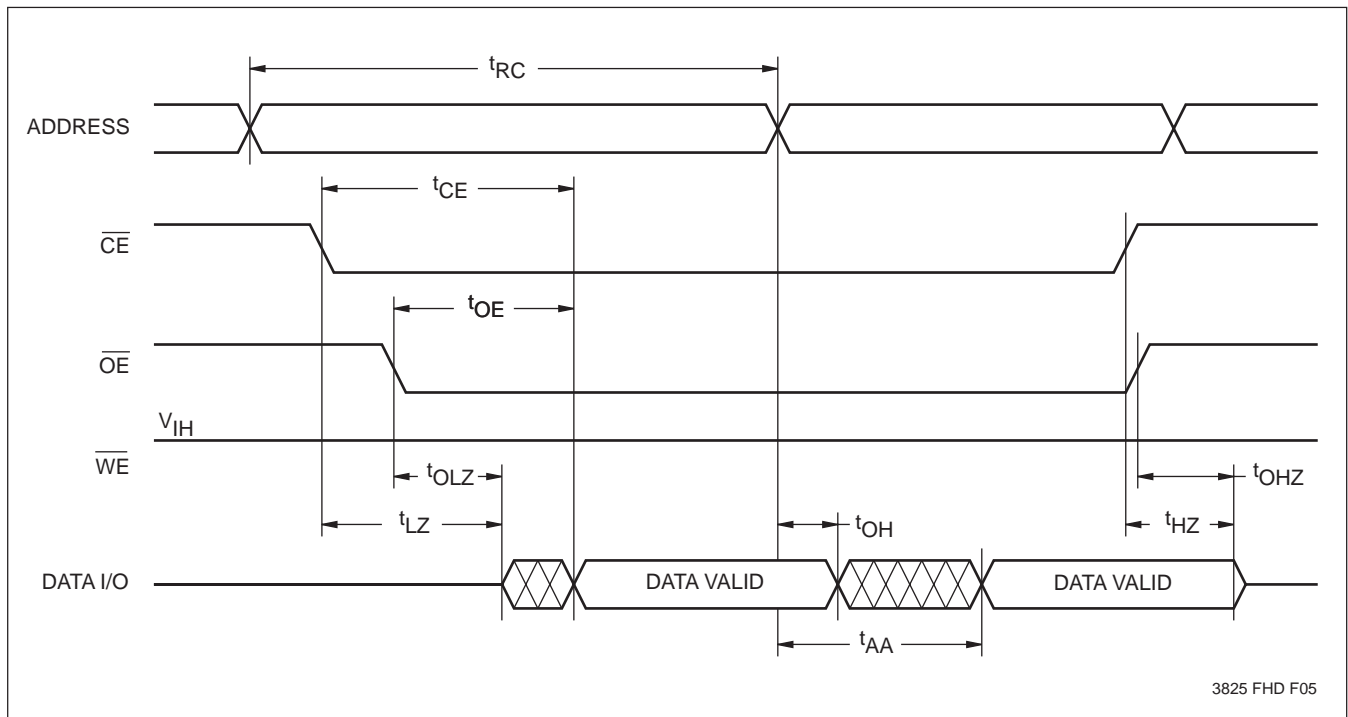 tRC
ADDRESS
tCE
CE
tOE
OE
VIH
WE
tOLZ
tOHZ
tLZ
tOH
tHZ
DATA I/O
DATA VALID
DATA VALID
tAA
3825 FHD F05